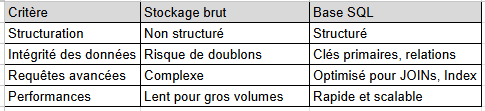 Critère Stockage brut Base SQL
Structuration Non structuré Structuré
Intégrité des données Risque de doublons Clés primaires, relations
Requêtes avancées Complexe Optimisé pour JOINs, Index
Performances Lent pour gros volumes Rapide et scalable